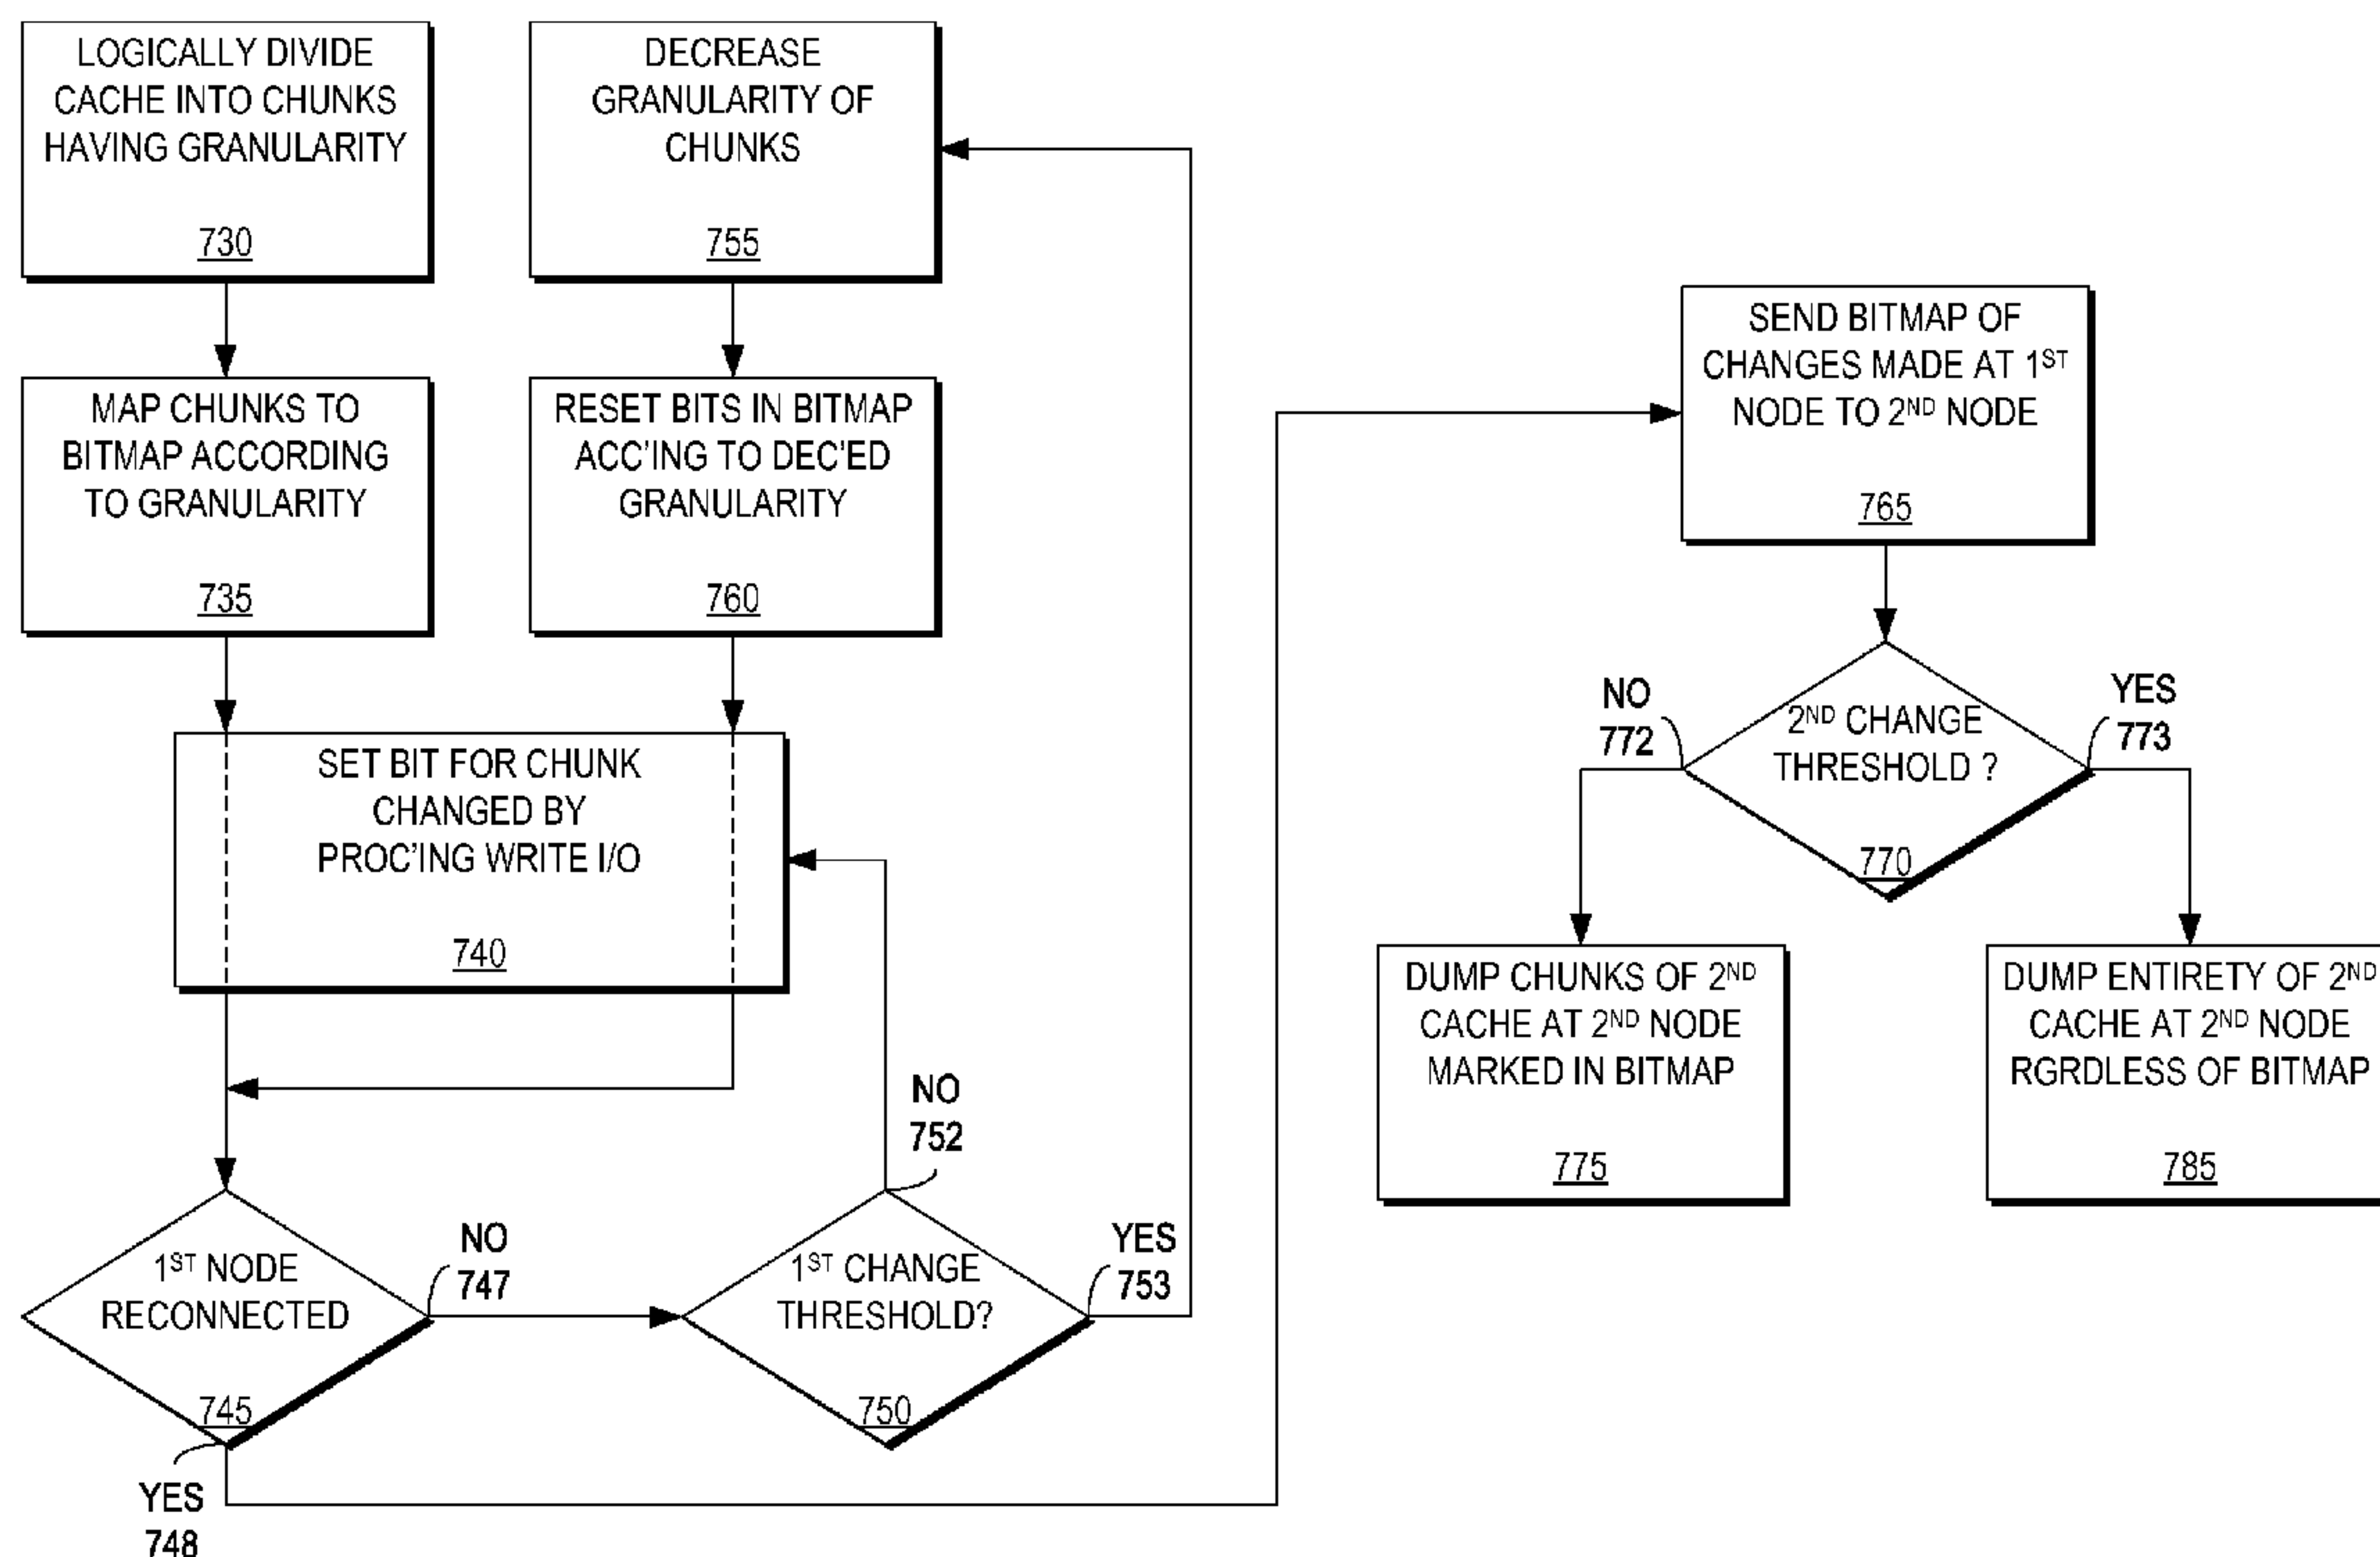 LOGICALLY DIVIDE
CACHE INTO CHUNKS
HAVING GRANULARITY
730
DECREASE
GRANULARITY OF
CHUNKS
755
MAP CHUNKS TO
BITMAP ACCORDING
TO GRANULARITY
735
RESET BITS IN BITMAP
ACC'ING TO DEC'ED
GRANULARITY
760
SET BIT FOR CHUNK
CHANGED BY
PROC'ING WRITE I/O
740
1ST NODE
RECONNECTED
745
NO
747
YES
748
1ST CHANGE
THRESHOLD?
750
NO
752
YES
753
SEND BITMAP OF
CHANGES MADE AT 1ST
NODE TO 2ND NODE
765
2ND CHANGE
THRESHOLD ?
770
NO
772
YES
773
DUMP CHUNKS OF 2ND
CACHE AT 2ND NODE
MARKED IN BITMAP
775
DUMP ENTIRETY OF 2ND
CACHE AT 2ND NODE
RGRDLESS OF BITMAP
785